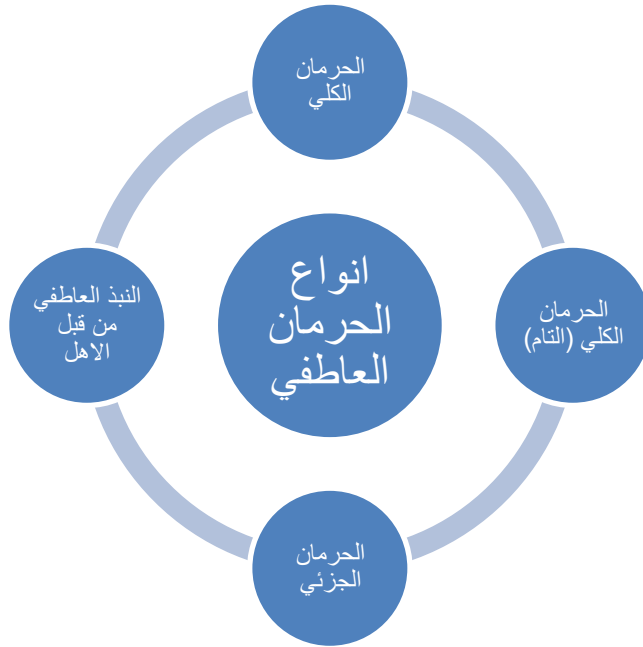 الحرمان
الكلي
انواع
الحرمان
العاطفي
الحرمان
الكلي (التام)
الحرمان
الجزئي
النبذ العاطفي
من قبل
الاهل